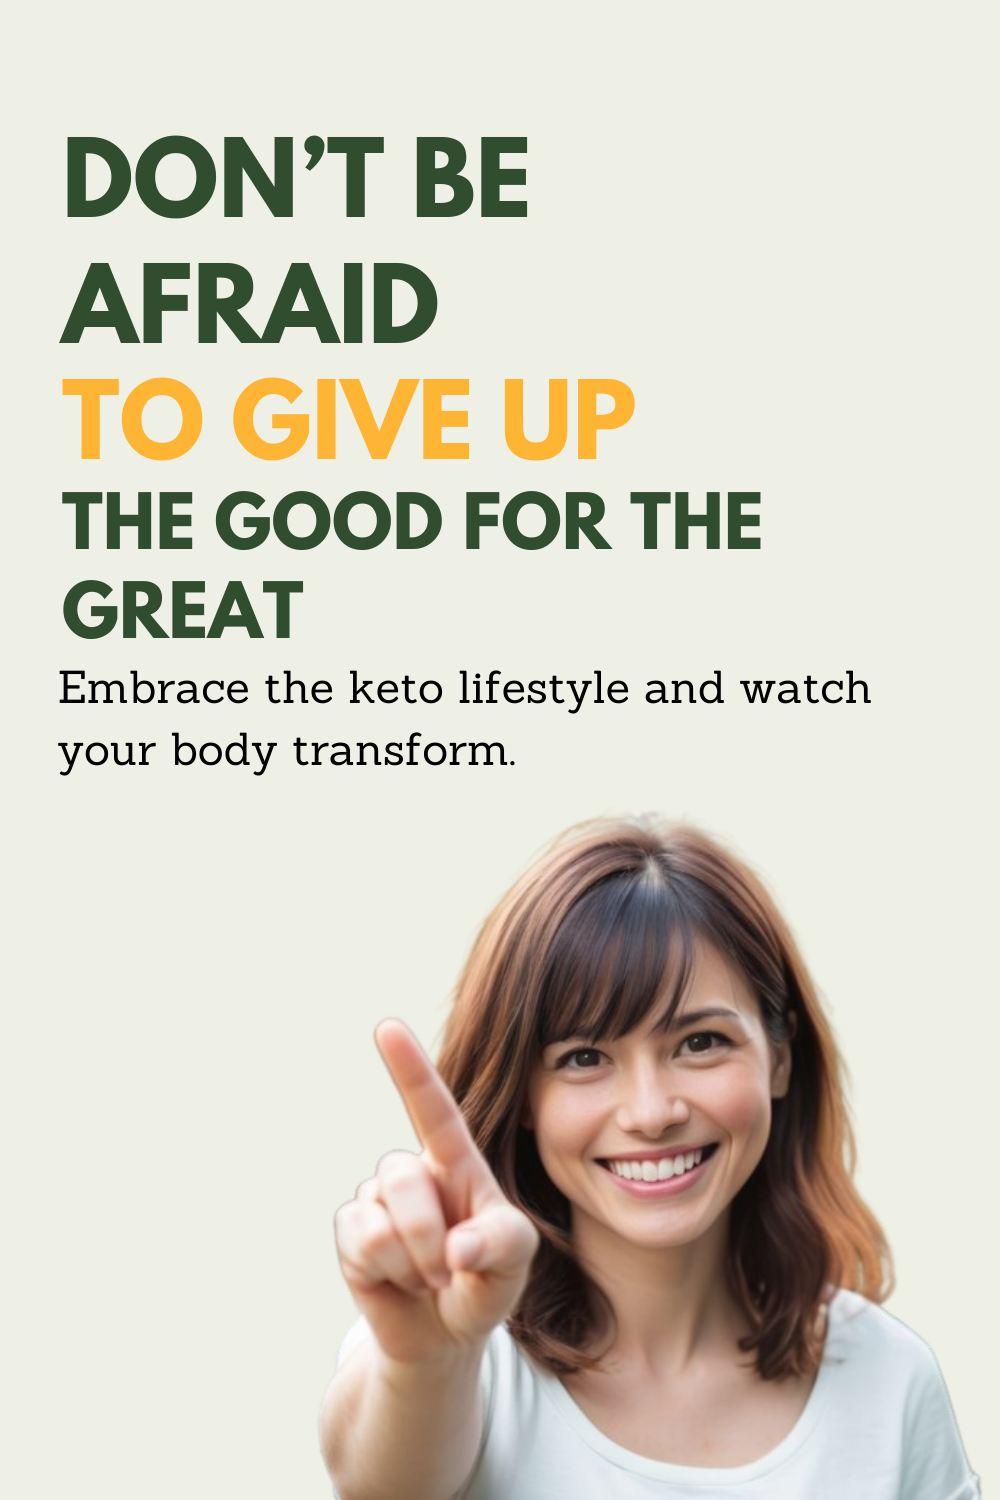 DON’T BE
AFRAID
TO GIVE UP
THE GOOD FOR THE
GREAT
Embrace the keto lifestyle and watch
your body transform.